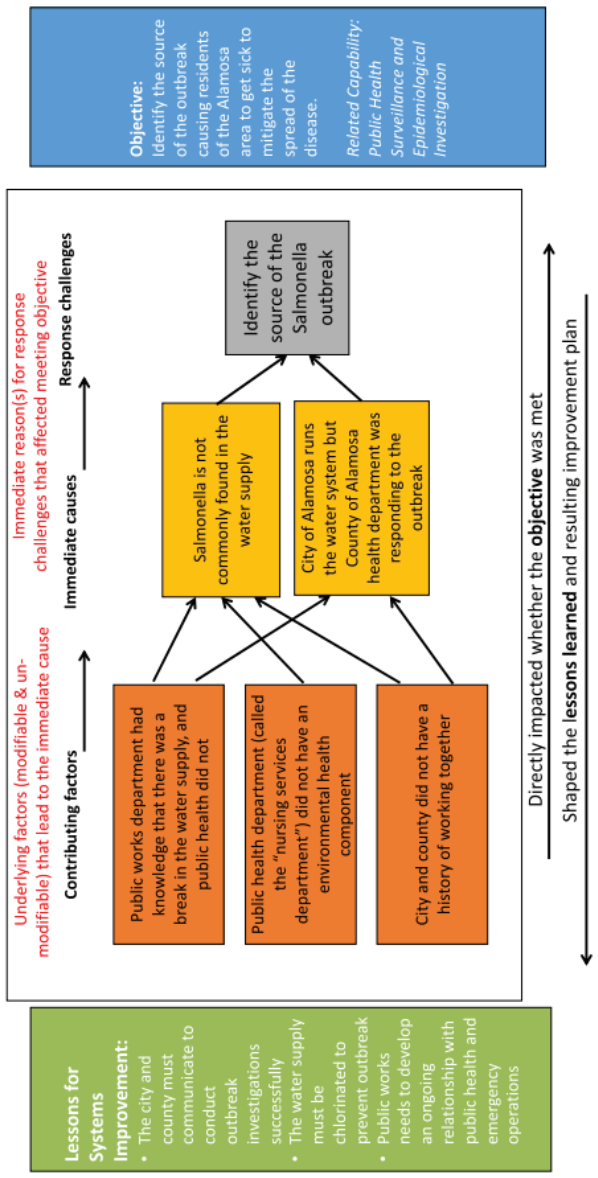 Lessons for
Systems
Improvement:
• The city and
county must
communicate to
conduct
outbreak
investigations
successfully
• The water supply
must be
chlorinated to
prevent outbreak
• Public works
needs to develop
an ongoing
relationship with
public health and
emergency
operations
Underlying factors (modifiable & un-
modifiable) that lead to the immediate cause
Contributing factors
Public works department had
knowledge that there was a
break in the water supply, and
public health did not
Public health department (called
the “nursing services
department”) did not have an
environmental health
component
City and county did not have a
history of working together
Immediate reason(s) for response
challenges that affected meeting objective
Immediate causes
Salmonella is not
commonly found in the
water supply
City of Alamosa runs
the water system but
County of Alamosa
health department was
responding to the
outbreak
Response challenges
Identify the
source of the
Salmonella
outbreak
Directly impacted whether the objective was met
Shaped the lessons learned and resulting improvement plan
Objective:
Identify the source
of the outbreak
causing residents
of the Alamosa
area to get sick to
mitigate the
spread of the
disease.
Related Capability:
Public Health
Surveillance and
Epidemiological
Investigation